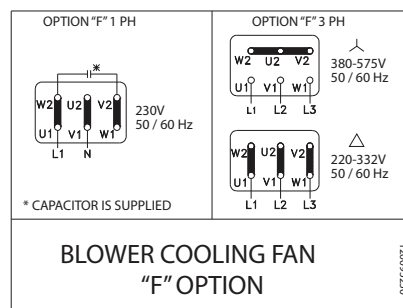 OPTION “F” 1 PH
*
W2 U2 V2
U1 V1 W1
L1 N
230V
50 / 60 Hz
* CAPACITOR IS SUPPLIED
OPTION “F” 3 PH
W2 U2 V2
U1 V1 W1
L1 L2 L3
380-575V
50 / 60 Hz
W2 U2 V2
U1 V1 W1
L1 L2 L3
220-332V
50 / 60 Hz
BLOWER COOLING FAN
“F” OPTION